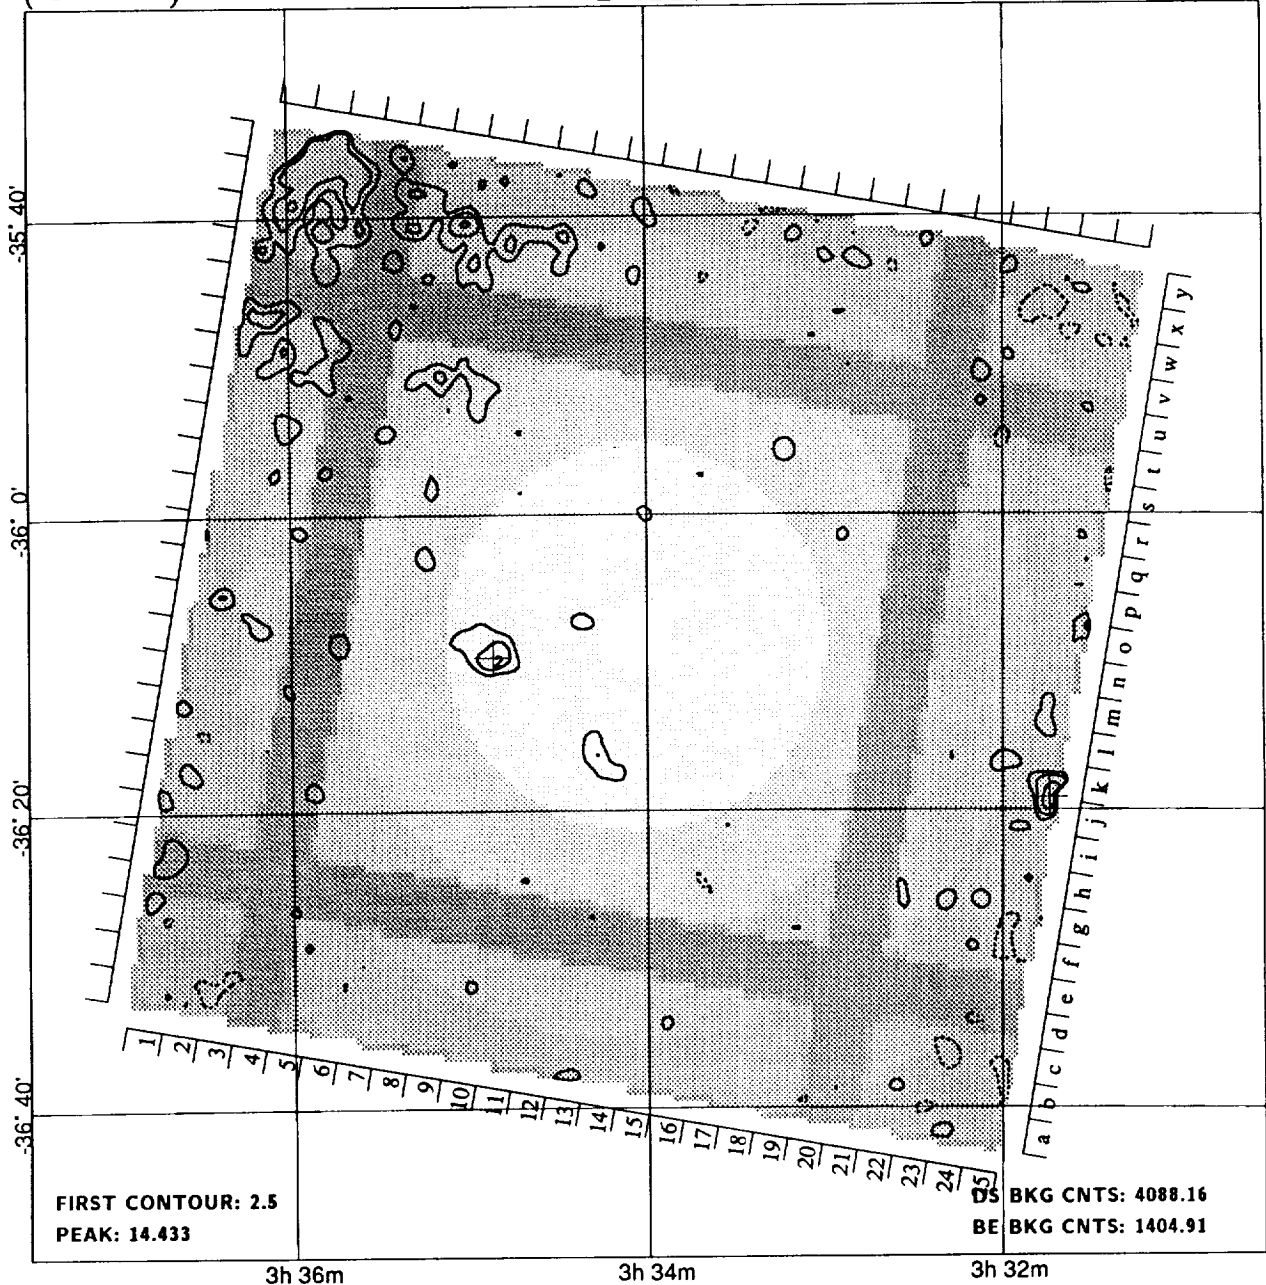 -35° 40'
-36° 0'
-36° 20'
-36° 40'
y
x
w
v
u
t
s
r
q
p
o
n
m
l
k
j
i
h
g
f
e
d
c
b
a
2
1 2 3 4 5 6 7 8 9 10 11 12 13 14 15 16 17 18 19 20 21 22 23 24 25
FIRST CONTOUR: 2.5
PEAK: 14.433
DS BKG CNTS: 4088.16
BE BKG CNTS: 1404.91
3h 36m
3h 34m
3h 32m